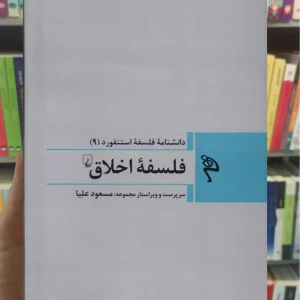 دانشنامهٔ فلسفهٔ استنفورد (۹)
فلسفهٔ اخلاق
سرپرست و ویراستار مجموعه: مسعود علیا